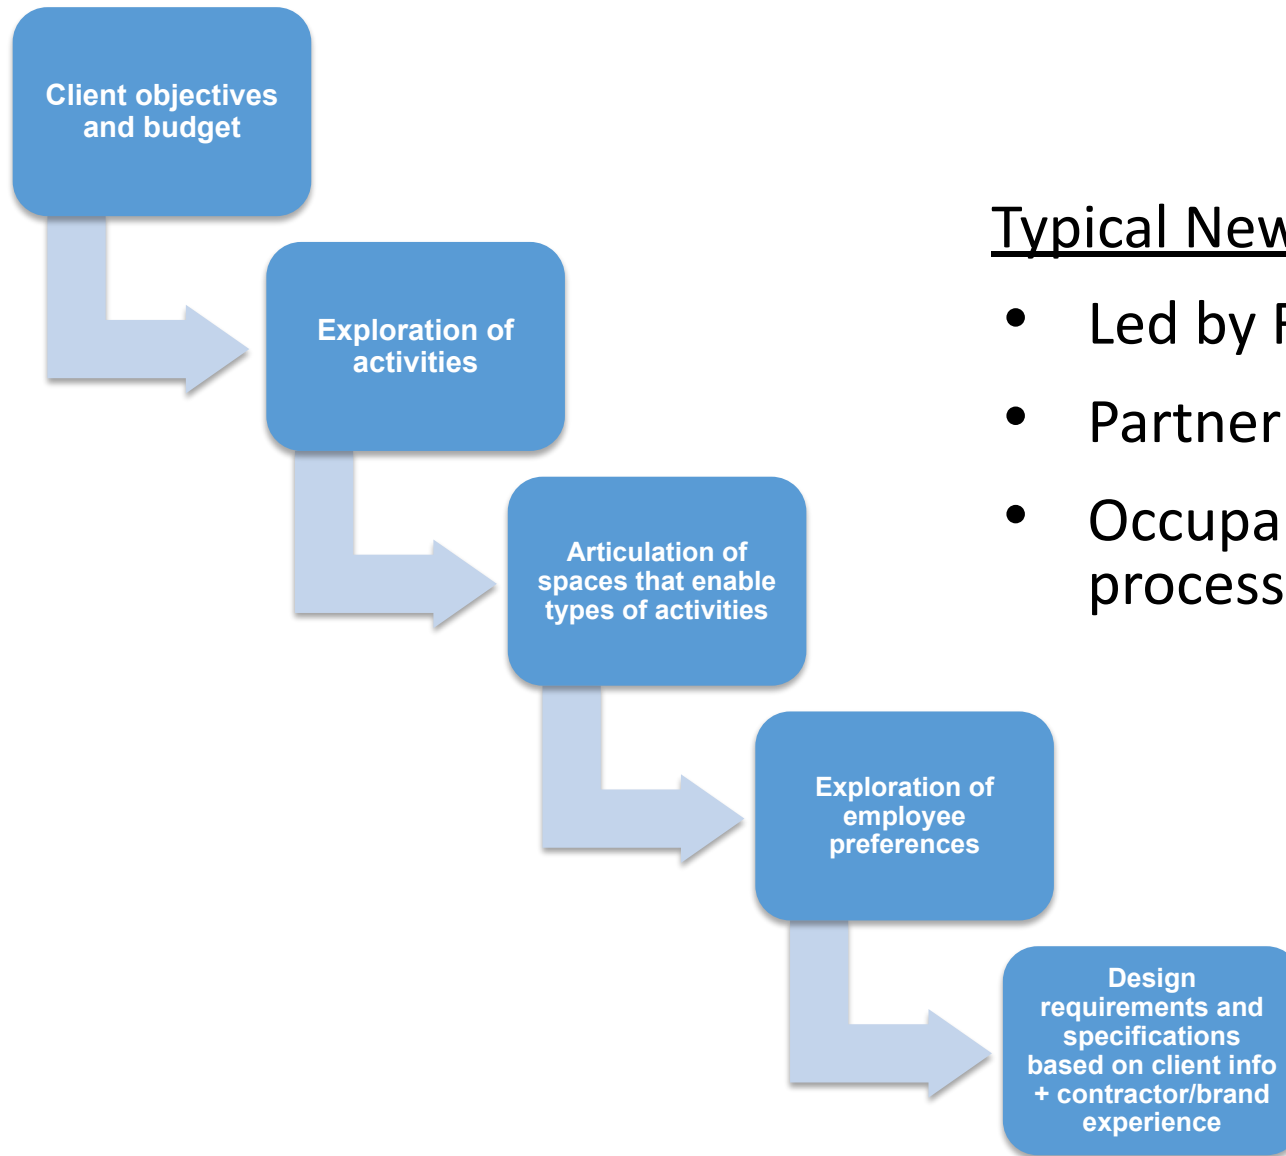 Client objectives
and budget
Exploration of
activities
Articulation of
spaces that enable
types of activities
Exploration of
employee
preferences
Design
requirements and
specifications
based on client info
+ contractor/brand
experience
Typical New
• Led by
• Partner
•
process